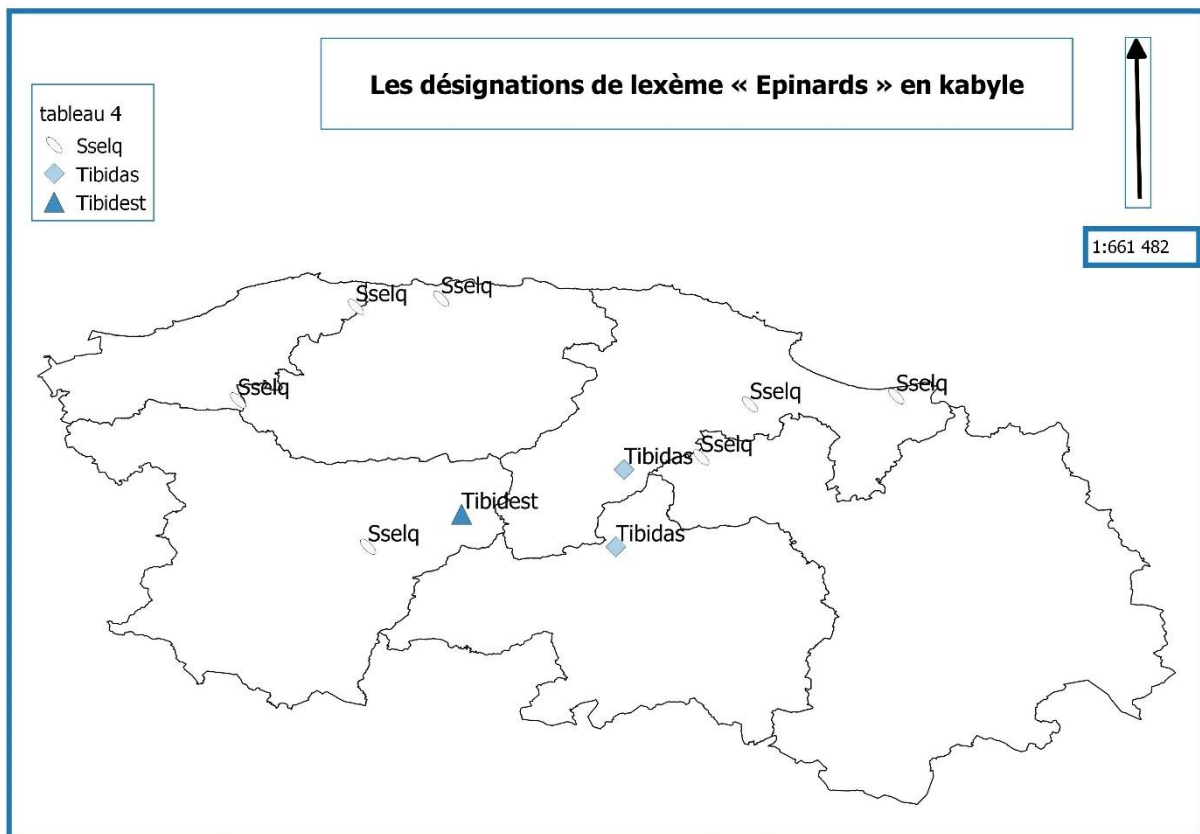 Les désignations de lexème « Epinards » en kabyle
tableau 4
Sselq
Tibidas
Tibidest
1:661 482
Sselq
Sselq
Sselq
Sselq
Sselq
Sselq
Tibidas
Tibidest
Sselq
Tibidas